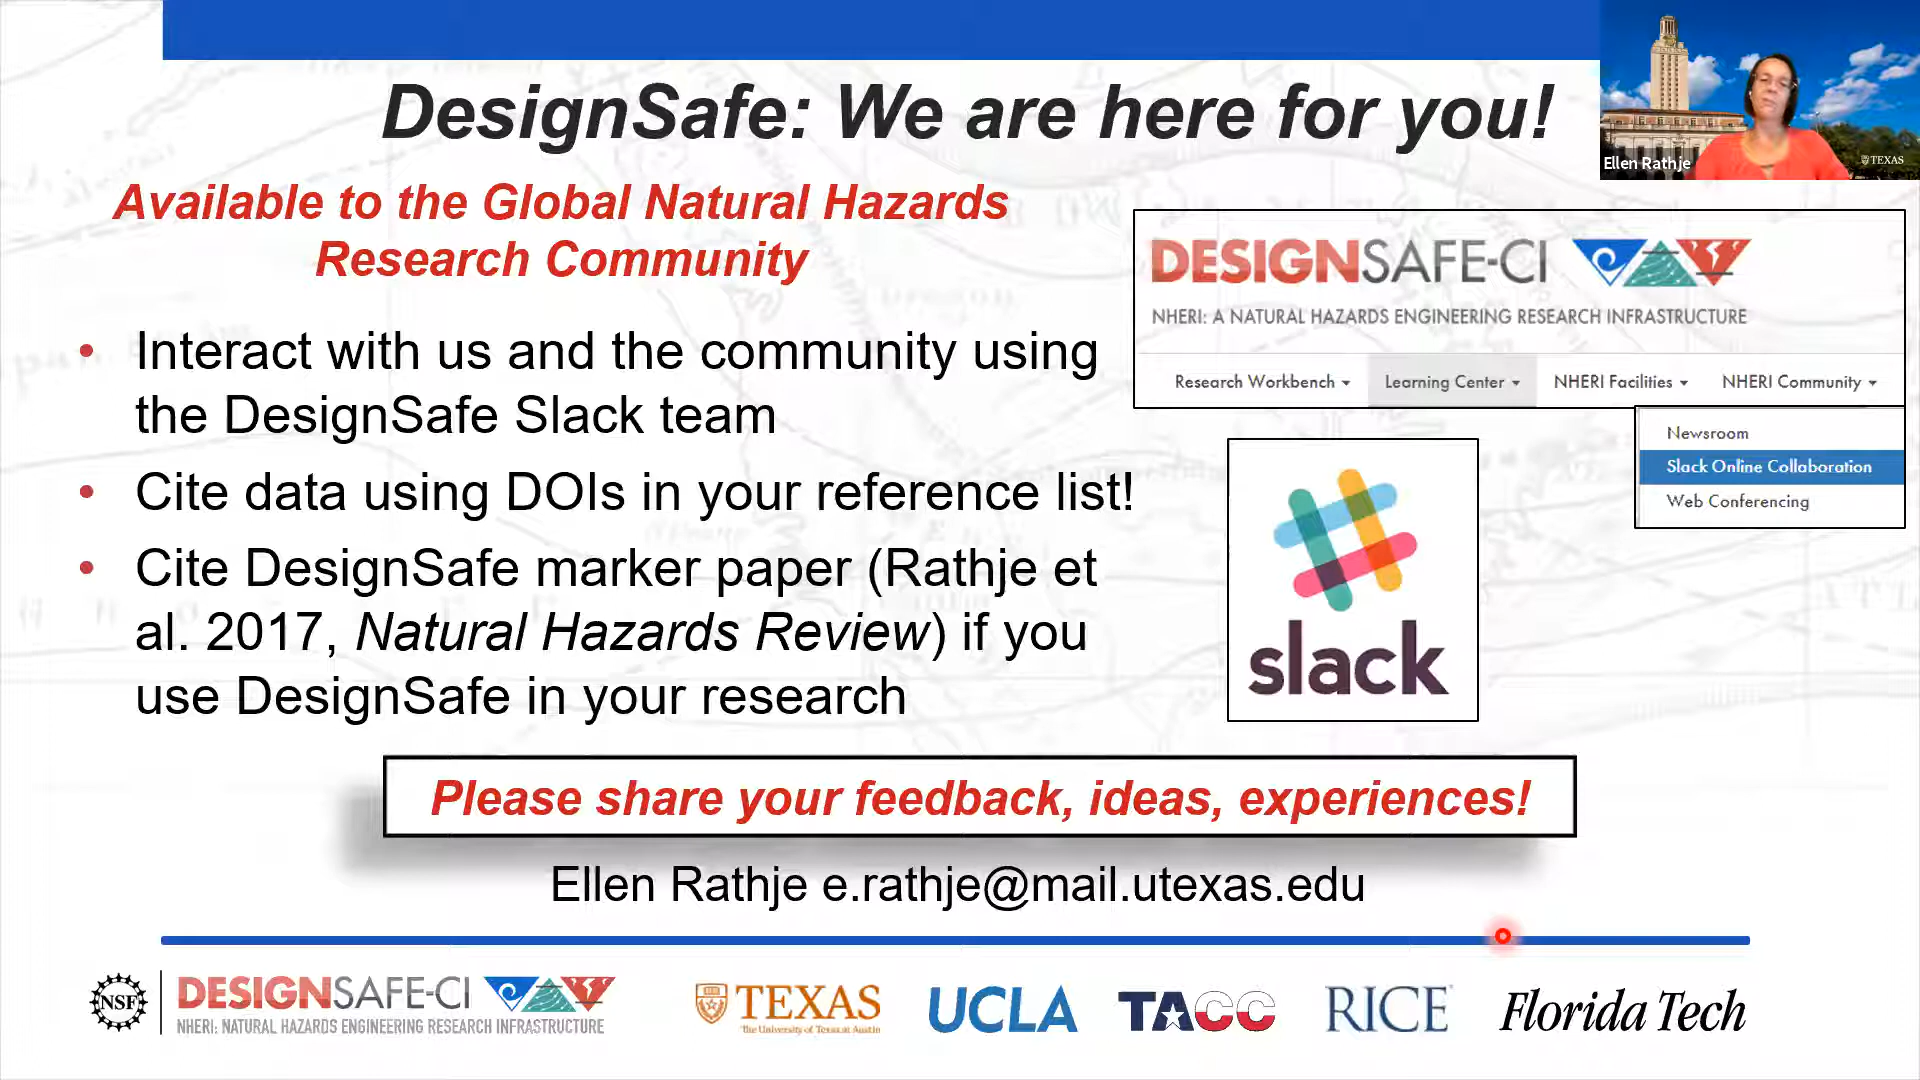 DesignSafe: We are here for you!
Ellen Rathje
TEXAS
Available to the Global Natural Hazards
Research Community
DESIGNSAFE-CI
NHERI: A NATURAL HAZARDS ENGINEERING RESEARCH INFRASTRUCTURE
Research Workbench Learning Center NHERI Facilities NHERI Community
Newsroom
Slack Online Collaboration
Web Conferencing
• Interact with us and the community using
the DesignSafe Slack team
• Cite data using DOIs in your reference list!
• Cite DesignSafe marker paper (Rathje et
al. 2017, Natural Hazards Review) if you
use DesignSafe in your research
slack
Please share your feedback, ideas, experiences!
Ellen Rathje e.rathje@mail.utexas.edu
NSF
DESIGNSAFE-CI
NHERI: NATURAL HAZARDS ENGINEERING RESEARCH INFRASTRUCTURE
TEXAS
The University of Texas at Austin
UCLA
TACC
RICE
Florida Tech